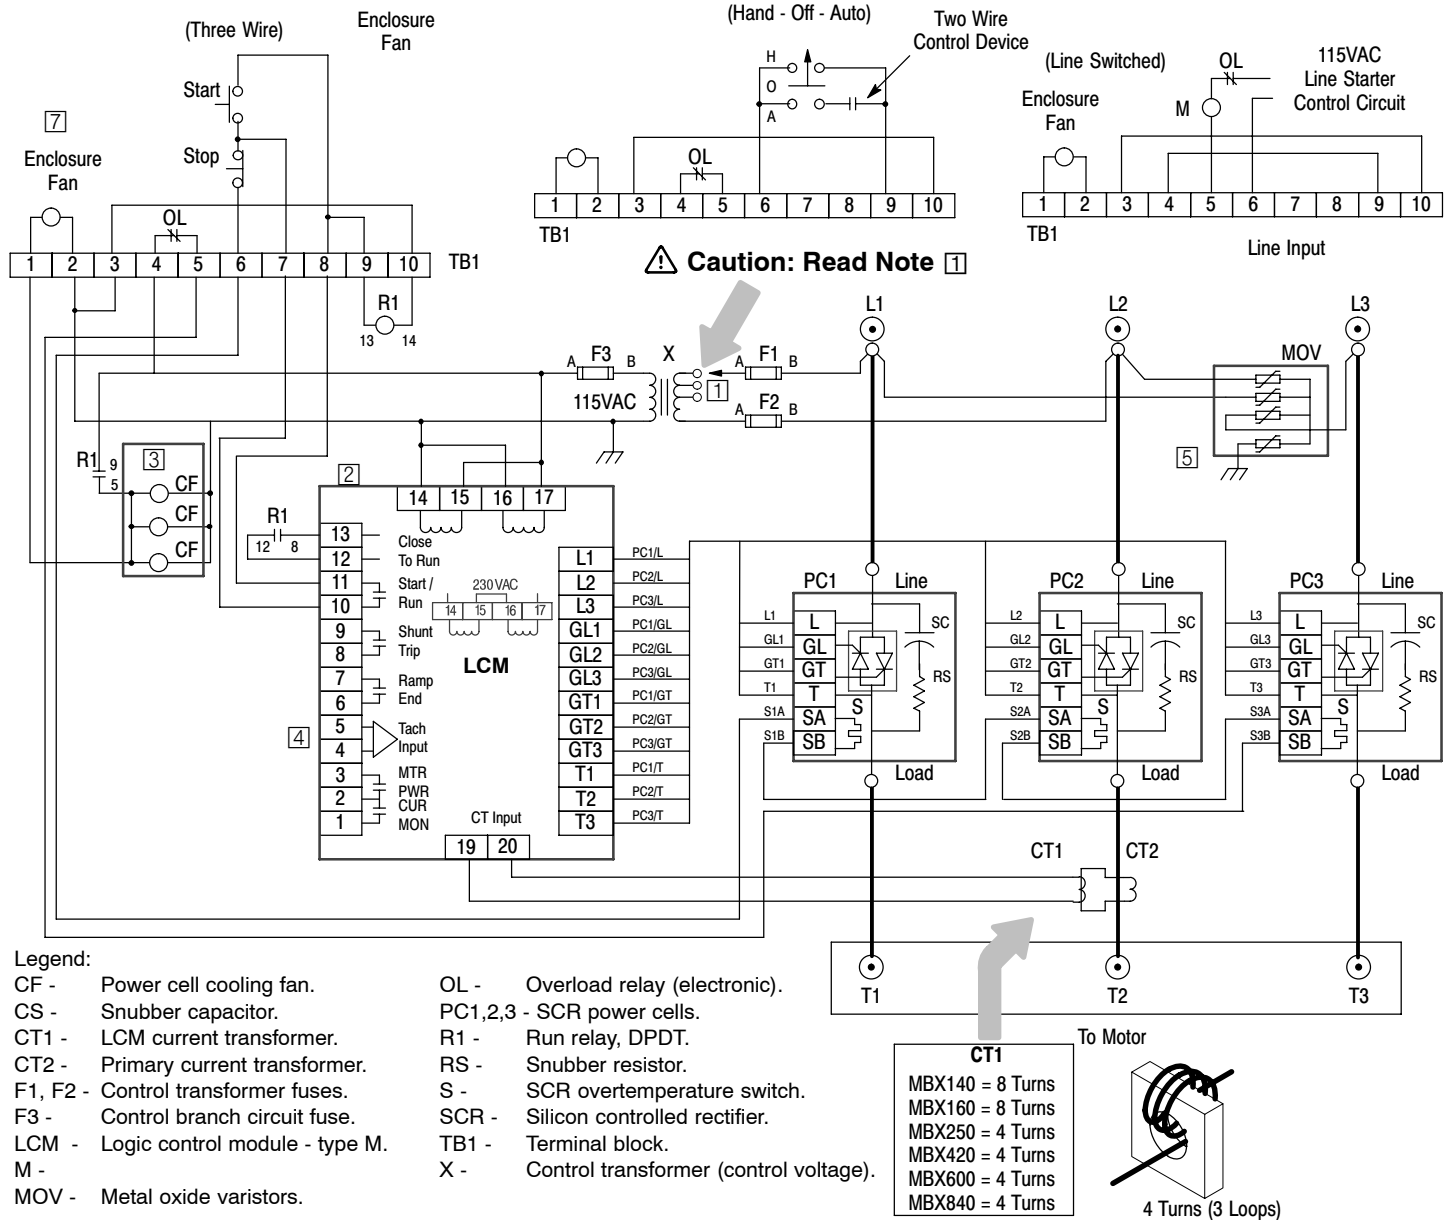 (Three Wire)
Enclosure
Fan
(Hand - Off - Auto)
Two Wire
Control Device
(Line Switched)
OL
115VAC
Line Starter
Control Circuit
H
O
A
Start
Stop
7
Enclosure
Fan
OL
1 2 3 4 5 6 7 8 9 10
TB1
R1
13 14
OL
1 2 3 4 5 6 7 8 9 10
TB1
Enclosure
Fan
M
1 2 3 4 5 6 7 8 9 10
TB1
Line Input
⚠ Caution: Read Note 1
L1
L2
L3
MOV
5
A F3 B
X
115VAC
1
A F1 B
A F2 B
R1
9
5
3
CF
CF
CF
2
14 15 16 17
R1
12 8
13
12
11
10
9
8
7
6
5
4
3
2
1
4
Close
To Run
Start /
Run
230 VAC
14 15 16 17
Shunt
Trip
LCM
Ramp
End
Tach
Input
MTR
PWR
CUR
MON
CT Input
19 20
L1 PC1/L
L2 PC2/L
L3 PC3/L
GL1 PC1/GL
GL2 PC2/GL
GL3 PC3/GL
GT1 PC1/GT
GT2 PC2/GT
GT3 PC3/GT
T1 PC1/T
T2 PC2/T
T3 PC3/T
PC1 Line
L1 L
GL1 GL
GT1 GT
T1 T
S1A SA
S1B SB
S
SC
RS
Load
PC2 Line
L2 L
GL2 GL
GT2 GT
T2 T
S2A SA
S2B SB
S
SC
RS
Load
PC3 Line
L3 L
GL3 GL
GT3 GT
T3 T
S3A SA
S3B SB
S
SC
RS
Load
CT1
CT2
T1
T2
T3
To Motor
Legend:
CF - Power cell cooling fan.
CS - Snubber capacitor.
CT1 - LCM current transformer.
CT2 - Primary current transformer.
F1, F2 - Control transformer fuses.
F3 - Control branch circuit fuse.
LCM - Logic control module - type M.
M -
MOV - Metal oxide varistors.
OL - Overload relay (electronic).
PC1,2,3 - SCR power cells.
R1 - Run relay, DPDT.
RS - Snubber resistor.
S - SCR overtemperature switch.
SCR - Silicon controlled rectifier.
TB1 - Terminal block.
X - Control transformer (control voltage).
CT1
MBX140 = 8 Turns
MBX160 = 8 Turns
MBX250 = 4 Turns
MBX420 = 4 Turns
MBX600 = 4 Turns
MBX840 = 4 Turns
4 Turns (3 Loops)